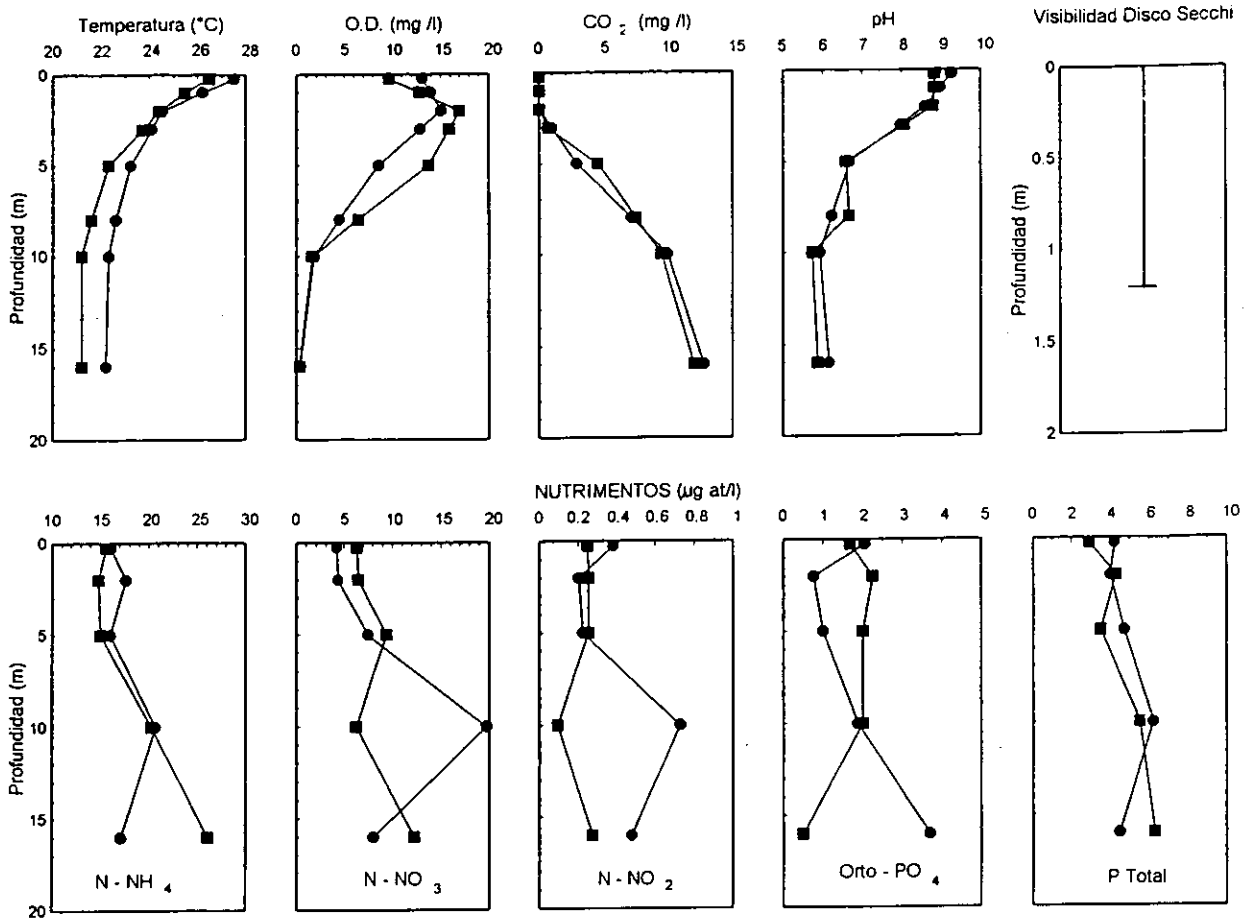 Temperatura (°C)
O.D. (mg /l)
CO 2 (mg /l)
pH
Visibilidad Disco Secchi
20 22 24 26 28
0 5 10 15 20
0 5 10 15
5 6 7 8 9 10
0
5
10
15
20
Profundidad (m)
0
0.5
1
1.5
2
Profundidad (m)
NUTRIMENTOS (µg at/l)
10 15 20 25 30
0 5 10 15 20
0 0.2 0.4 0.6 0.8 1
0 1 2 3 4 5
0 2 4 6 8 10
0
5
10
15
20
Profundidad (m)
N - NH 4
N - NO 3
N - NO 2
Orto - PO 4
P Total